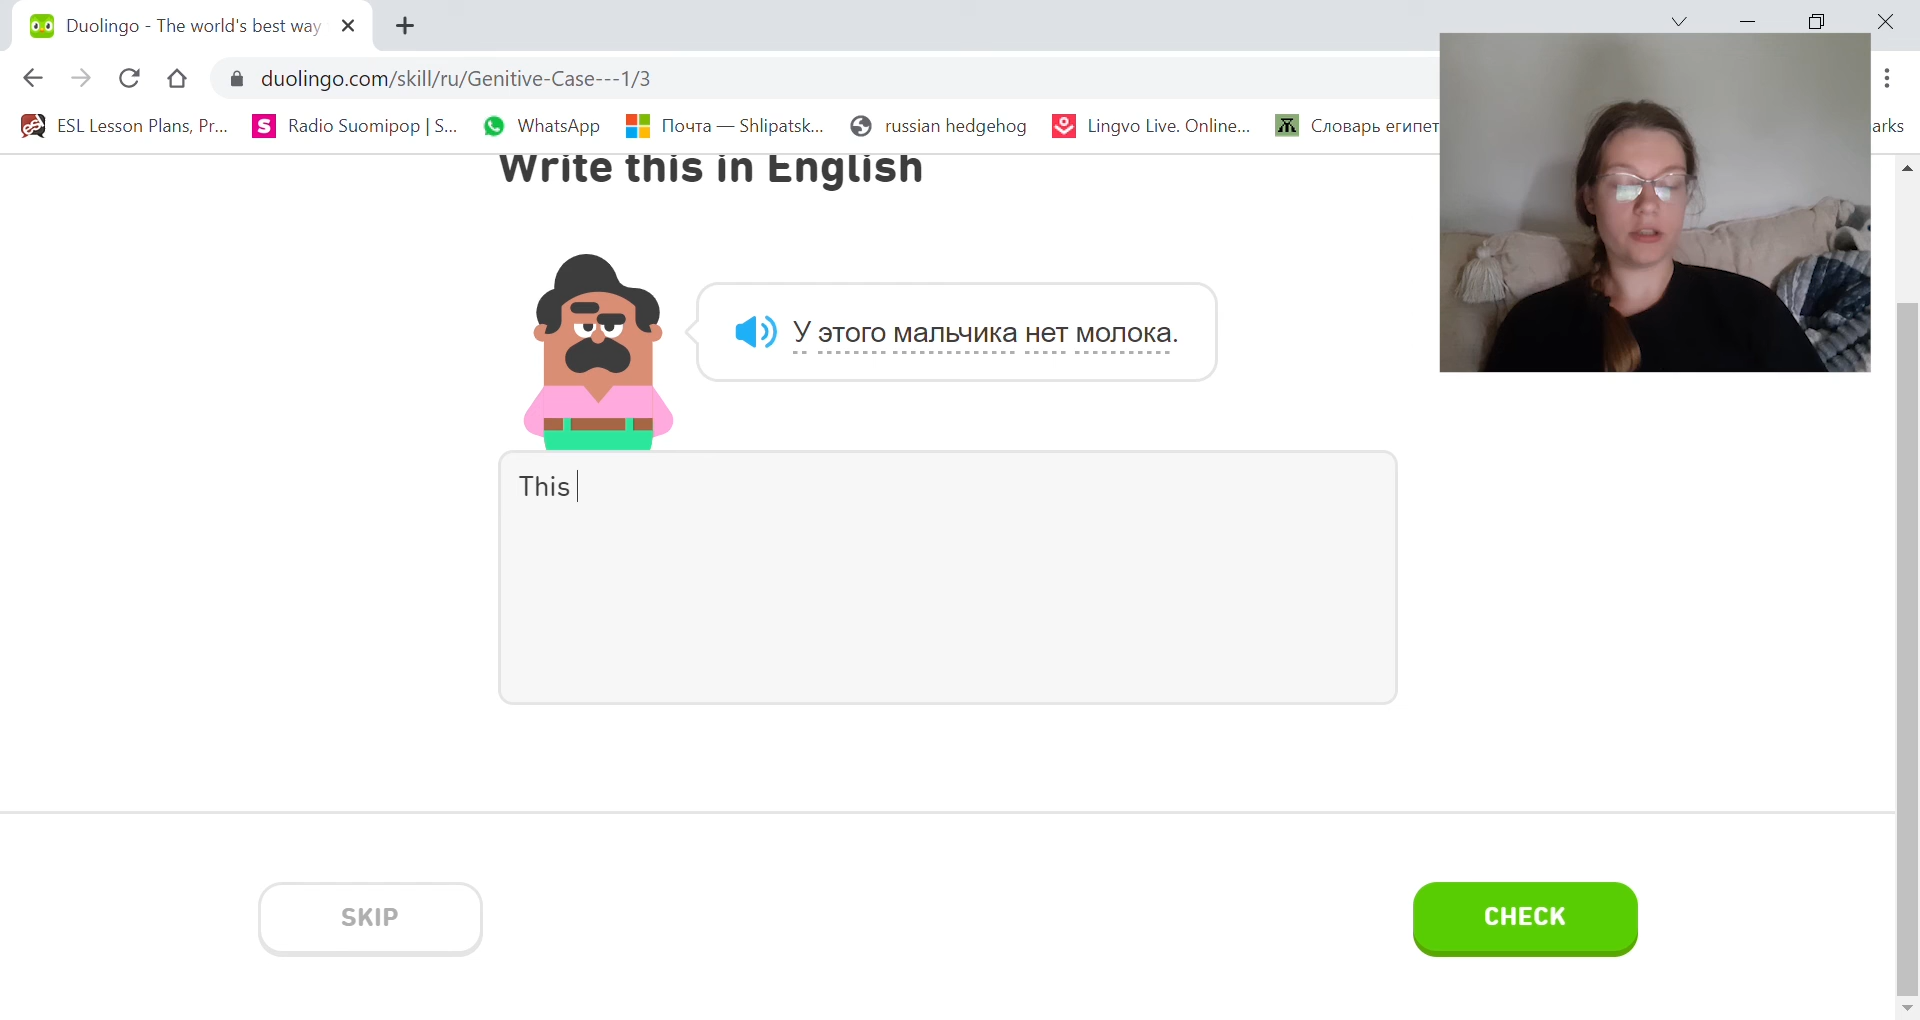 Duolingo - The world's best way
duolingo.com/skill/ru/Genitive-Case---1/3
ESL Lesson Plans, Pr...
Radio Suomipop | S...
WhatsApp
Почта — Shlipatsk...
russian hedgehog
Lingvo Live. Online...
Словарь египет
arks
Write this in English
У этого мальчика нет молока.
This
SKIP
CHECK